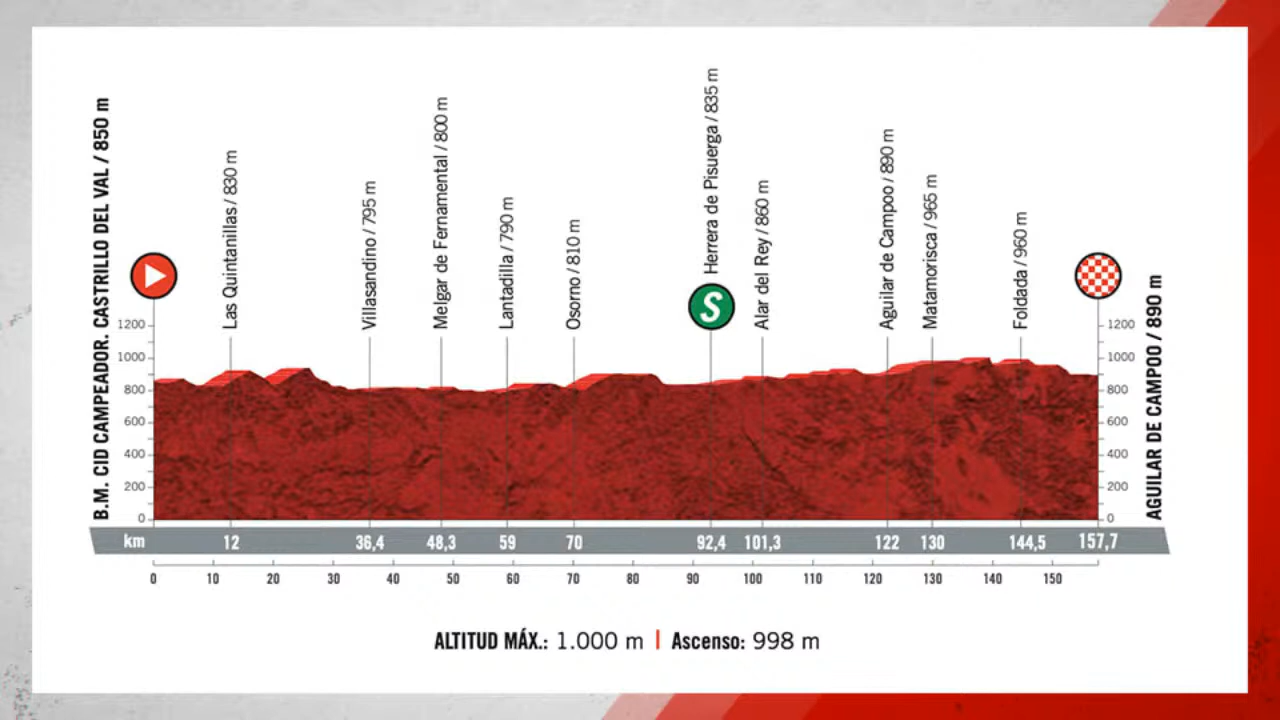 B.M. CID CAMPEADOR. CASTRILLO DEL VAL / 850 m
Las Quintanillas / 830 m
Villasandino / 795 m
Melgar de Fernamental / 800 m
Lantadilla / 790 m
Osorno / 810 m
Herrera de Pisuerga / 835 m
S
Alar del Rey / 860 m
Aguilar de Campoo / 890 m
Matamorisca / 965 m
Foldada / 960 m
AGUILAR DE CAMPOO / 890 m
1200 1200
1000 1000
800 800
600 600
400 400
200 200
0 0
km 12 36,4 48,3 59 70 92,4 101,3 122 130 144,5 157,7
0 10 20 30 40 50 60 70 80 90 100 110 120 130 140 150
ALTITUD MÁX.: 1.000 m | Ascenso: 998 m